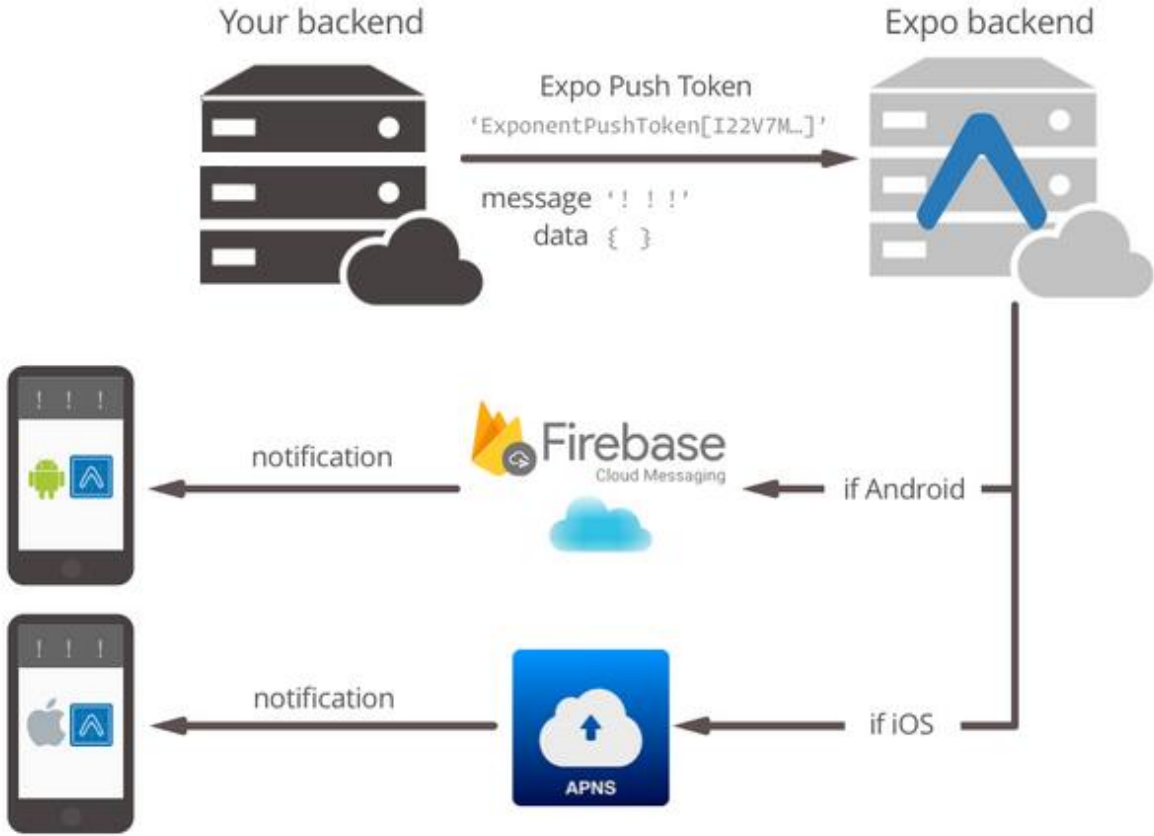 Your backend
Expo backend
Expo Push Token
‘ExponentPushToken[I22V7M…]’
message ‘! ! !’
data { }
! ! !
notification
Firebase
Cloud Messaging
if Android
! ! !
notification
APNS
if iOS